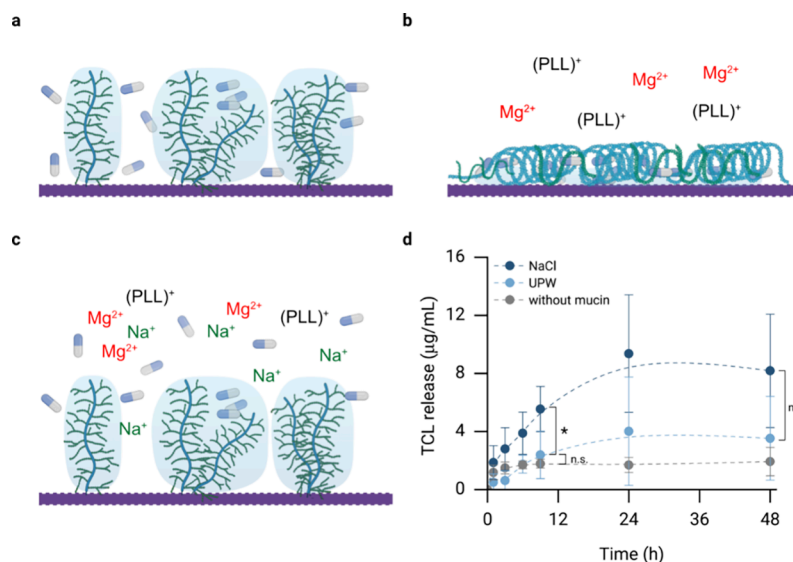 a
b
(PLL)⁺
Mg²⁺
Mg²⁺
Mg²⁺
(PLL)⁺
(PLL)⁺
c
(PLL)⁺
Mg²⁺
Mg²⁺
(PLL)⁺
Na⁺
Na⁺
Mg²⁺
Na⁺
Na⁺
Na⁺
d
TCL release (µg/mL)
16
12
8
4
0
NaCl
UPW
without mucin
*
n.s.
n
0
12
24
36
48
Time (h)